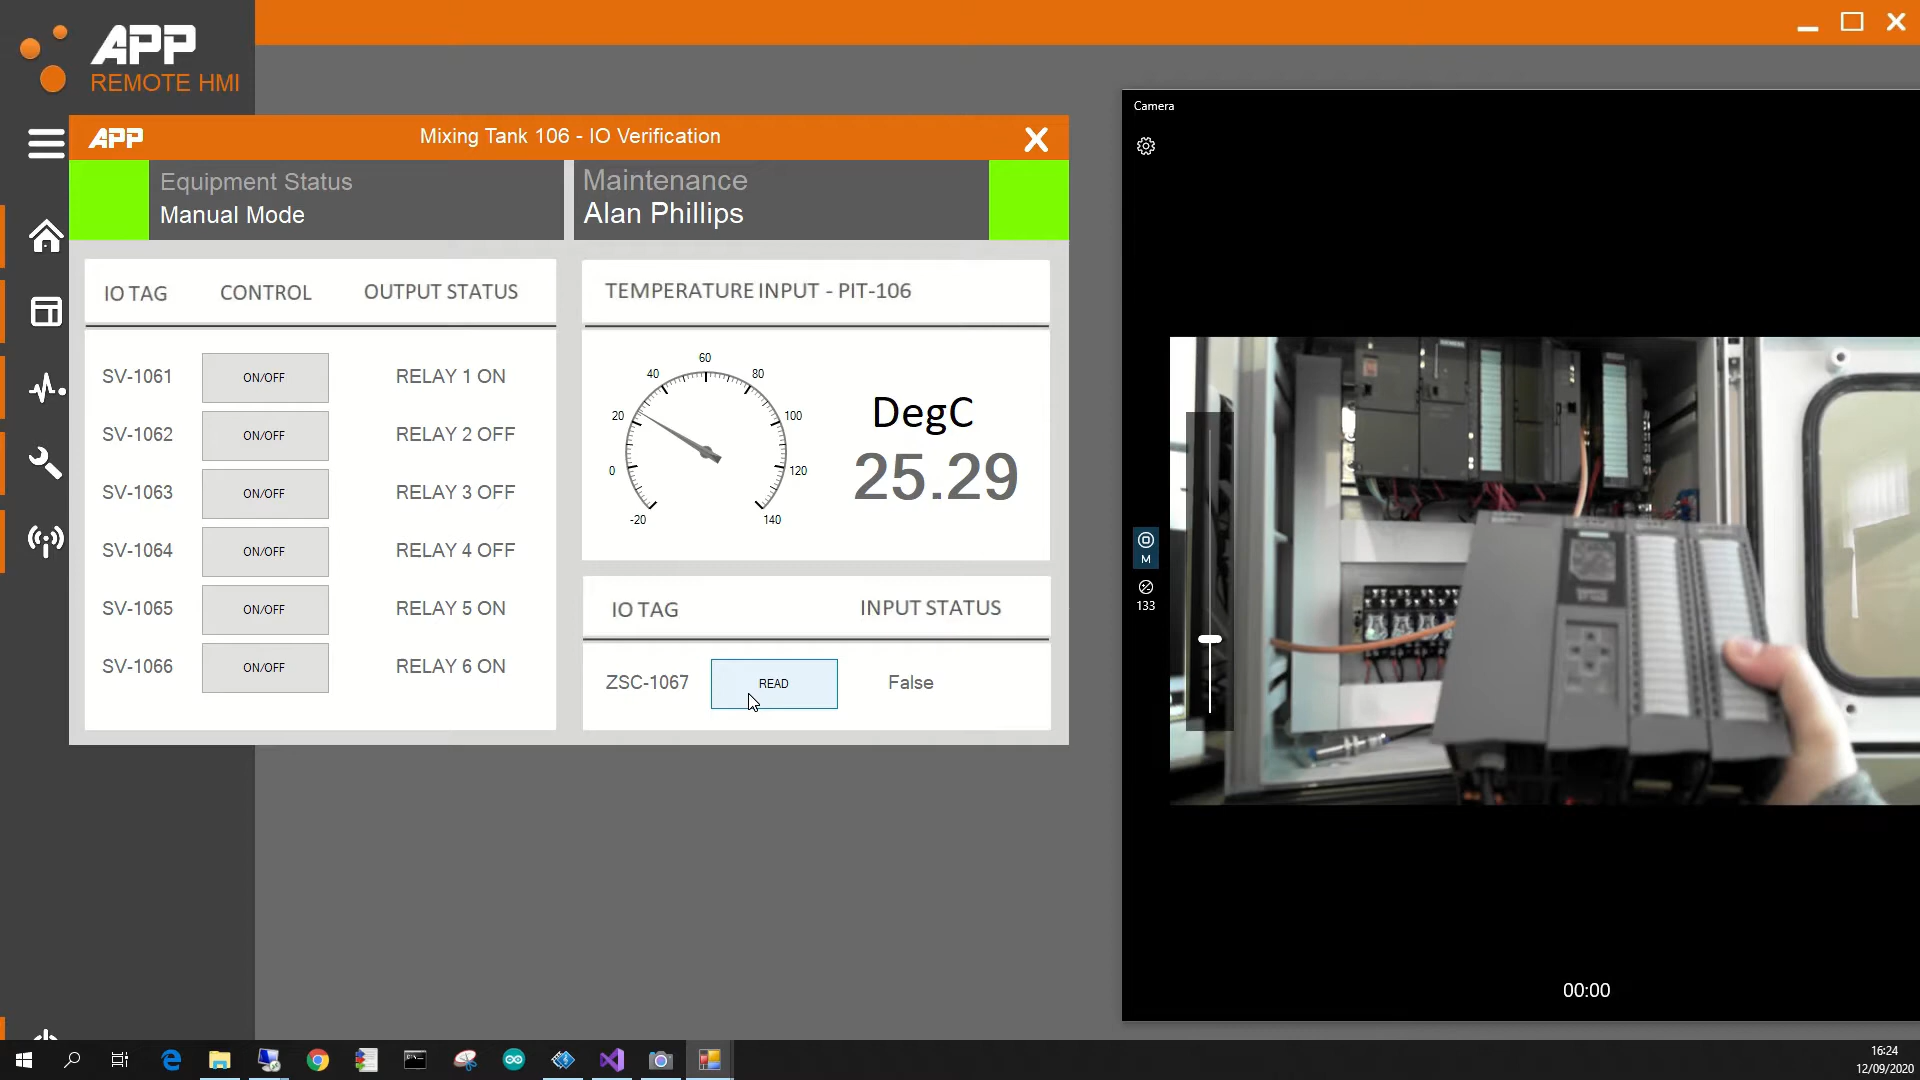 APP
REMOTE HMI
APP
Mixing Tank 106 - IO Verification
Equipment Status
Manual Mode
Maintenance
Alan Phillips
IO TAG
CONTROL
OUTPUT STATUS
SV-1061
ON/OFF
RELAY 1 ON
SV-1062
ON/OFF
RELAY 2 OFF
SV-1063
ON/OFF
RELAY 3 OFF
SV-1064
ON/OFF
RELAY 4 OFF
SV-1065
ON/OFF
RELAY 5 ON
SV-1066
ON/OFF
RELAY 6 ON
TEMPERATURE INPUT - PIT-106
-20
0
20
40
60
80
100
120
140
DegC
25.29
IO TAG
INPUT STATUS
ZSC-1067
READ
False
Camera
M
133
00:00
16:24
12/09/2020